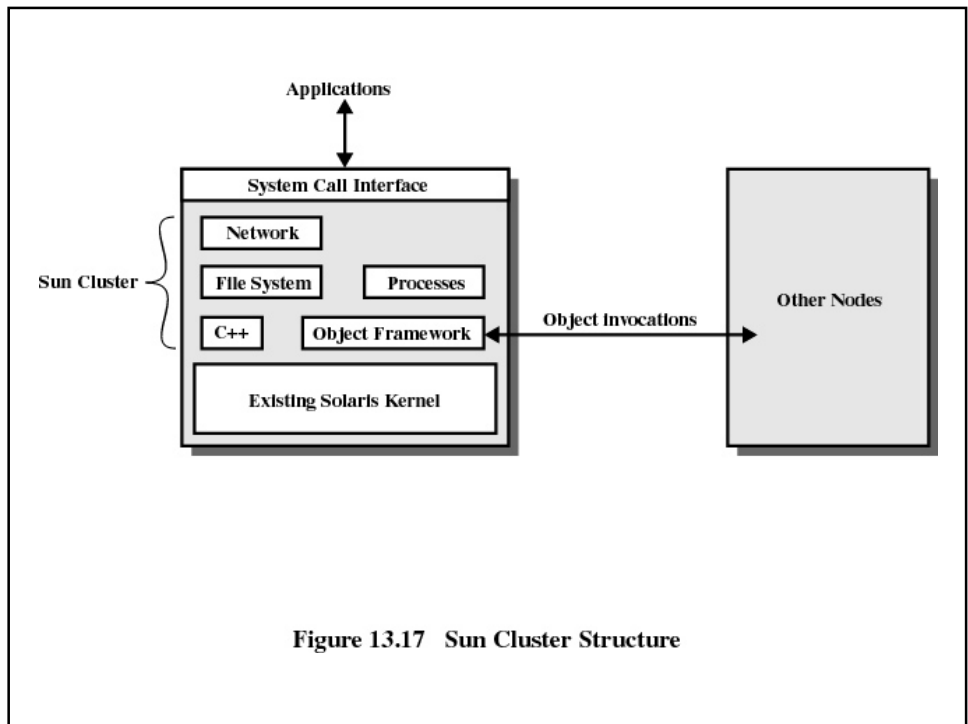 Applications
System Call Interface
Network
Sun Cluster
File System
Processes
C++
Object Framework
Object invocations
Other Nodes
Existing Solaris Kernel
Figure 13.17 Sun Cluster Structure